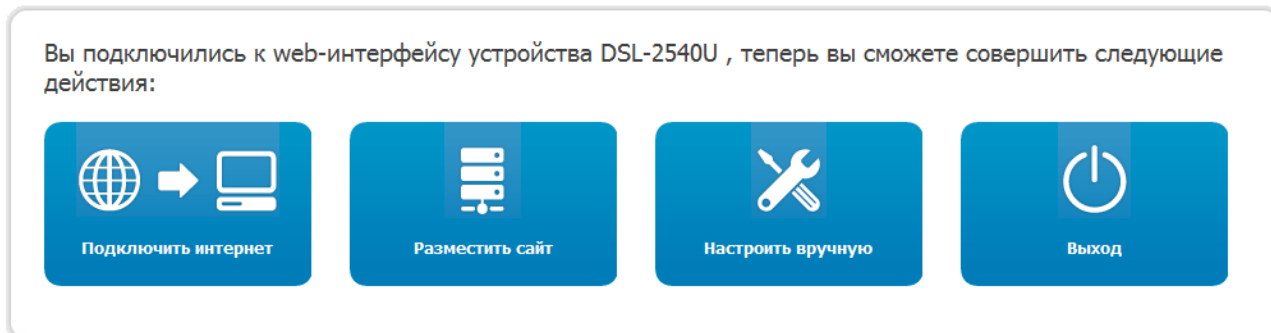 Вы подключились к web-интерфейсу устройства DSL-2540U , теперь вы сможете совершить следующие
действия:
Подключить интернет
Разместить сайт
Настроить вручную
Выход